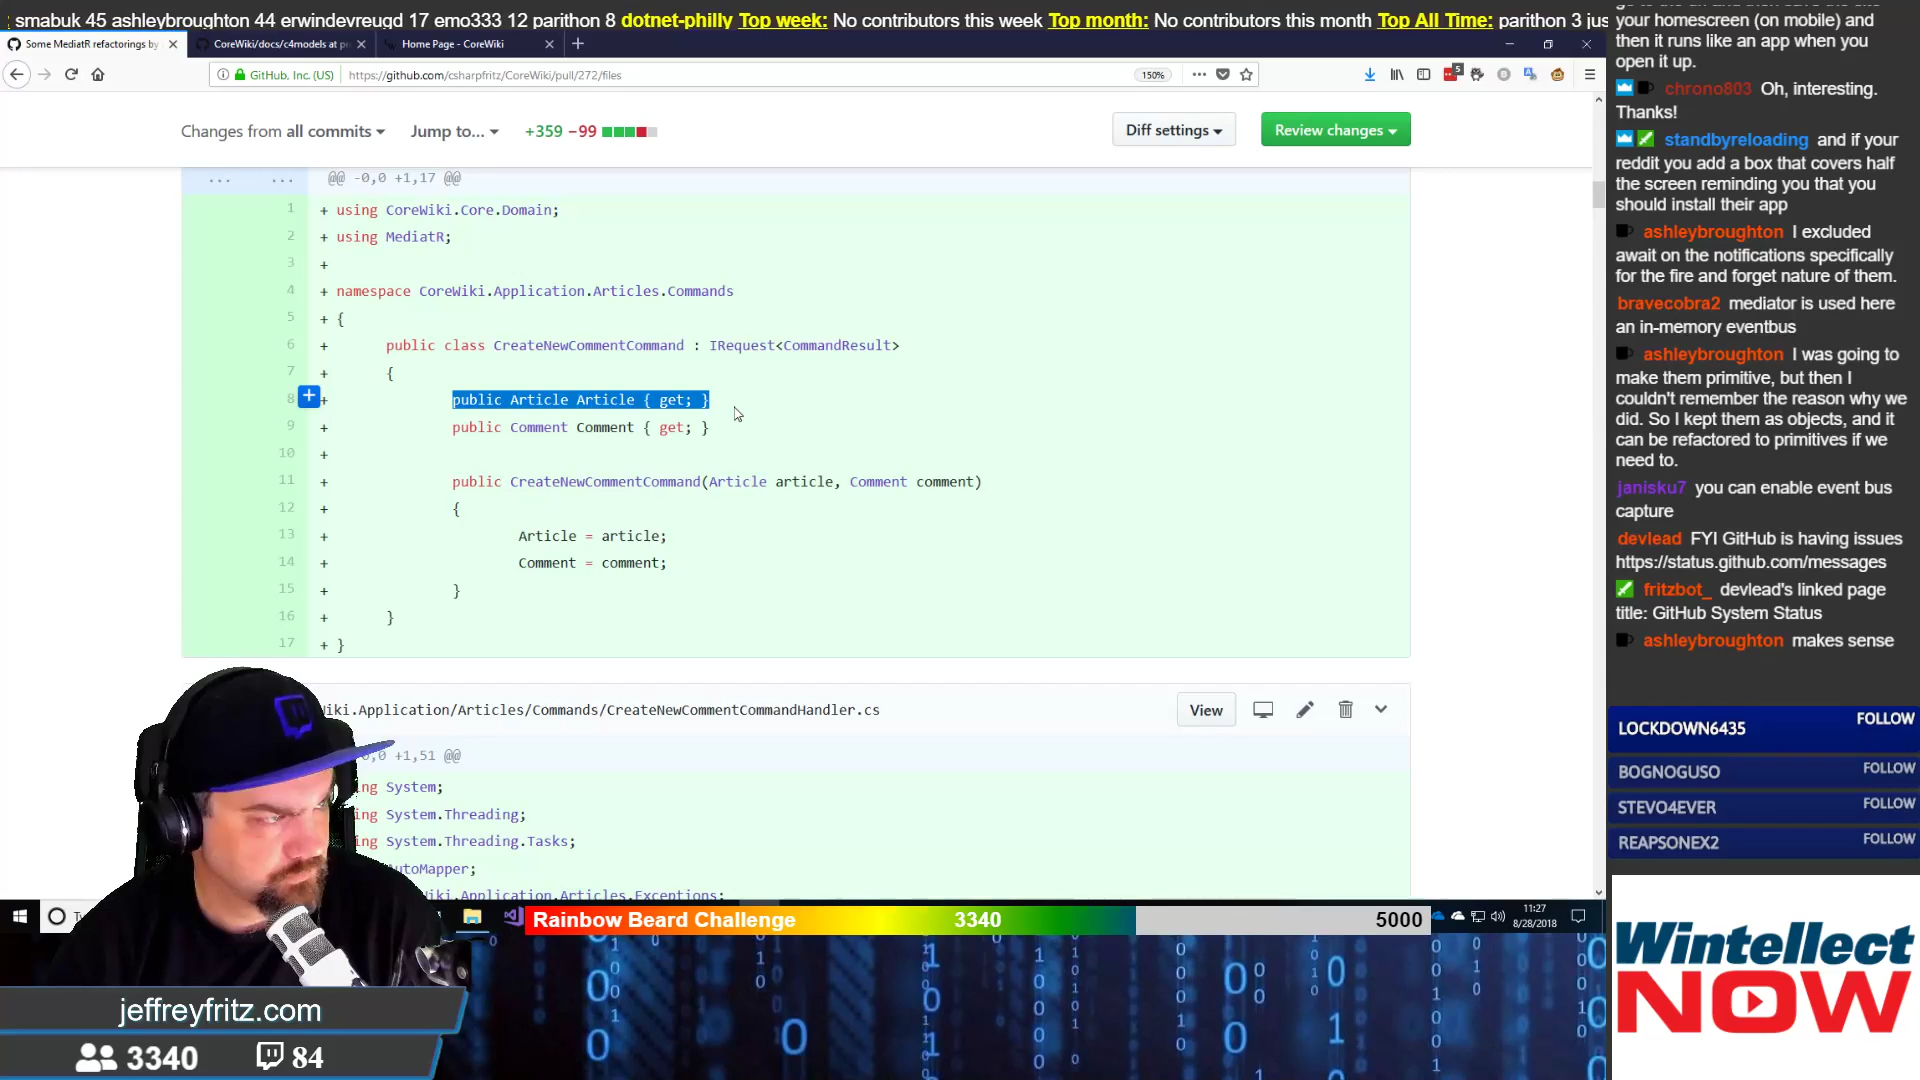 smabuk 45 ashleybroughton 44 erwindevreugd 17 emo333 12 parithon 8 dotnet-philly Top week: No contributors this week Top month: No contributors this month Top All Time: parithon 3 jus
Some MediatR refactorings by
CoreWiki/docs/c4models at pr
Home Page - CoreWiki
GitHub, Inc. (US)
https://github.com/csharpfritz/CoreWiki/pull/272/files
150%
5
Changes from all commits
Jump to...
+359 −99
Diff settings
Review changes
... ... @@ -0,0 +1,17 @@
1 + using CoreWiki.Core.Domain;
2 + using MediatR;
3 +
4 + namespace CoreWiki.Application.Articles.Commands
5 + {
6 + public class CreateNewCommentCommand : IRequest<CommandResult>
7 + {
8 + public Article Article { get; }
9 + public Comment Comment { get; }
10 +
11 + public CreateNewCommentCommand(Article article, Comment comment)
12 + {
13 + Article = article;
14 + Comment = comment;
15 + }
16 + }
17 + }
iki.Application/Articles/Commands/CreateNewCommentCommandHandler.cs
View
,0 +1,51 @@
ng System;
ing System.Threading;
ing System.Threading.Tasks;
AutoMapper;
iki.Application.Articles.Exceptions;
your homescreen (on mobile) and
then it runs like an app when you
open it up.
chrono803 Oh, interesting.
Thanks!
standbyreloading and if your
reddit you add a box that covers half
the screen reminding you that you
should install their app
ashleybroughton I excluded
await on the notifications specifically
for the fire and forget nature of them.
bravecobra2 mediator is used here
an in-memory eventbus
ashleybroughton I was going to
make them primitive, but then I
couldn't remember the reason why we
did. So I kept them as objects, and it
can be refactored to primitives if we
need to.
janisku7 you can enable event bus
capture
devlead FYI GitHub is having issues
https://status.github.com/messages
fritzbot_ devlead's linked page
title: GitHub System Status
ashleybroughton makes sense
LOCKDOWN6435 FOLLOW
BOGNOGUSO FOLLOW
STEVO4EVER FOLLOW
REAPSONEX2 FOLLOW
Rainbow Beard Challenge 3340 5000
11:27
8/28/2018
Wintellect
NOW
jeffreyfritz.com
3340 84